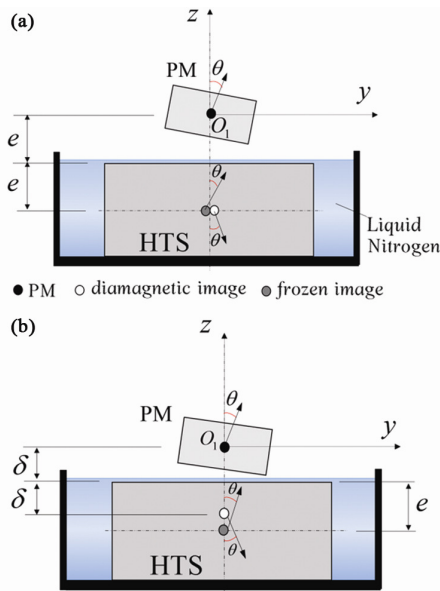 (a)
z
θ
PM
y
O₁
e
e
θ
θ
HTS
Liquid
Nitrogen
PM diamagnetic image frozen image
(b)
z
θ
PM
y
O₁
δ
δ
θ
e
θ
HTS